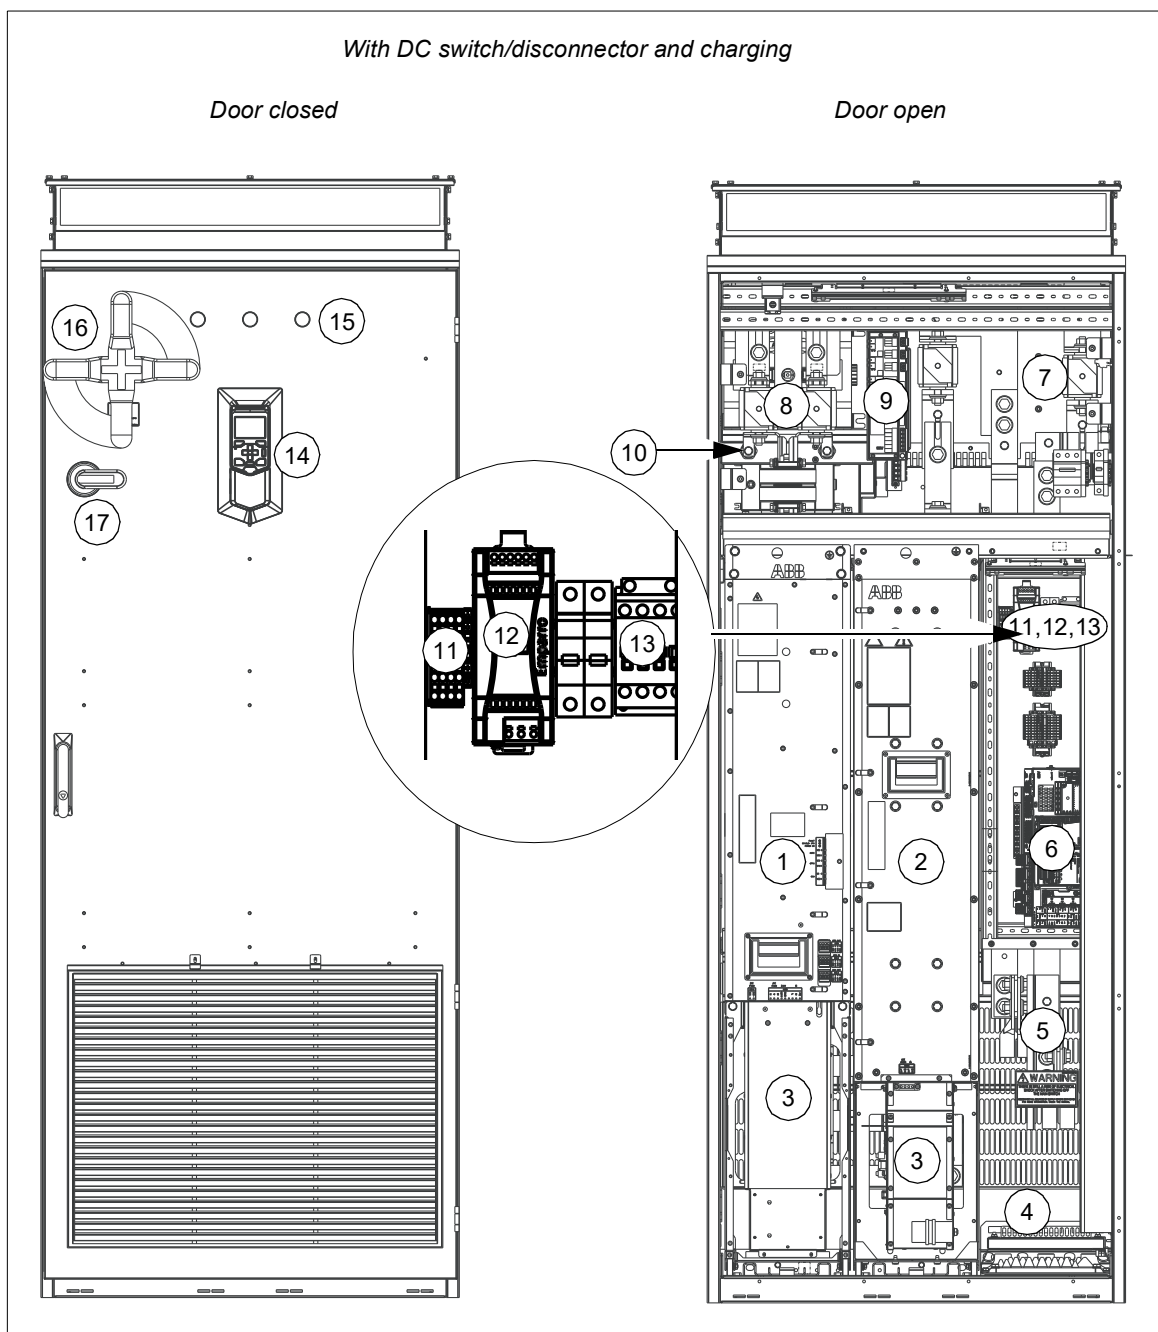 With DC switch/disconnector and charging
Door closed
Door open
16
15
7
8
9
14
10
17
11
12
13
Emparro
ABB
ABB
11,12,13
1
2
6
5
WARNING
3
3
4